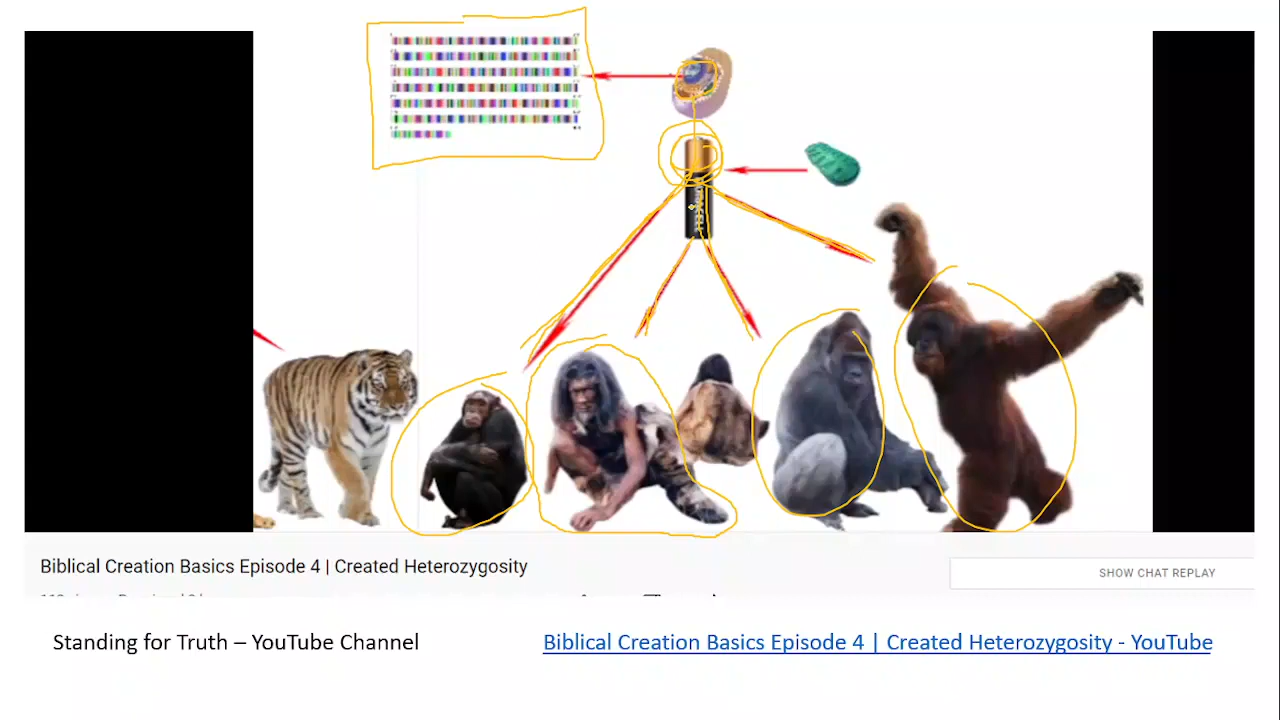 Biblical Creation Basics Episode 4 | Created Heterozygosity
SHOW CHAT REPLAY
Standing for Truth – YouTube Channel
Biblical Creation Basics Episode 4 | Created Heterozygosity - YouTube